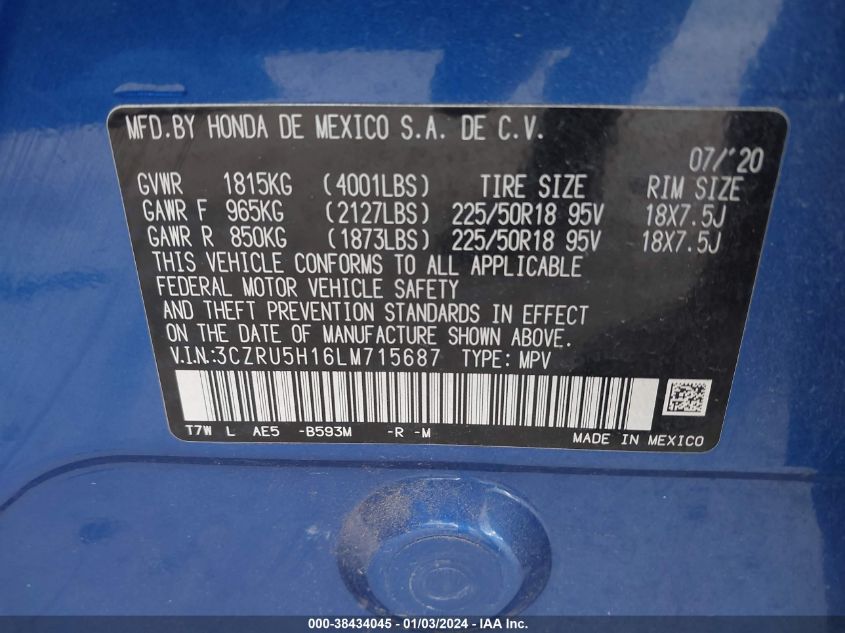 MFD.BY HONDA DE MEXICO S.A. DE C.V.
07/'20
GVWR 1815KG (4001LBS) TIRE SIZE RIM SIZE
GAWR F 965KG (2127LBS) 225/50R18 95V 18X7.5J
GAWR R 850KG (1873LBS) 225/50R18 95V 18X7.5J
THIS VEHICLE CONFORMS TO ALL APPLICABLE
FEDERAL MOTOR VEHICLE SAFETY
AND THEFT PREVENTION STANDARDS IN EFFECT
ON THE DATE OF MANUFACTURE SHOWN ABOVE.
V.I.N.:3CZRU5H16LM715687 TYPE: MPV
T7W L AE5 -B593M -R -M
MADE IN MEXICO
000-38434045 - 01/03/2024 - IAA Inc.